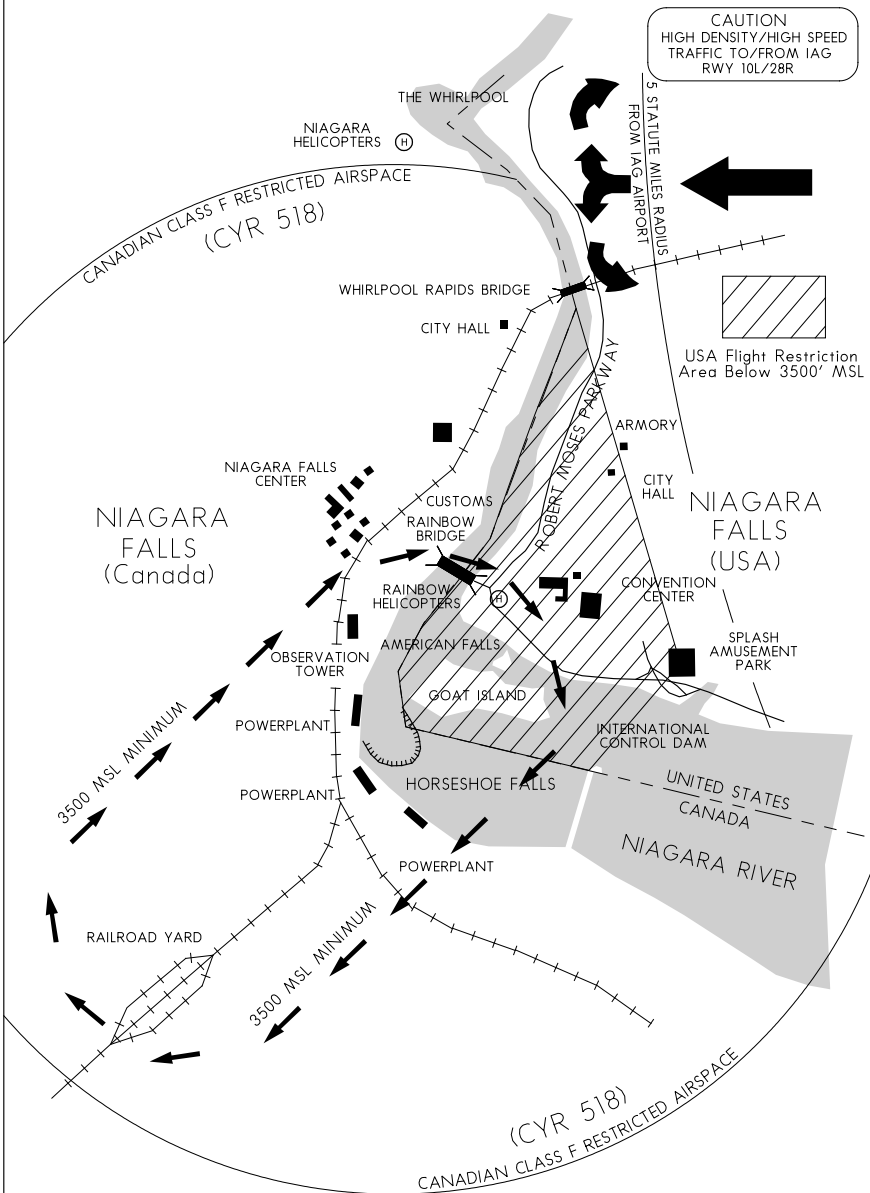 CAUTION
HIGH DENSITY/HIGH SPEED
TRAFFIC TO/FROM IAG
RWY 10L/28R
THE WHIRLPOOL
NIAGARA
HELICOPTERS
H
5 STATUTE MILES RADIUS
FROM IAG AIRPORT
CANADIAN CLASS F RESTRICTED AIRSPACE
(CYR 518)
WHIRLPOOL RAPIDS BRIDGE
CITY HALL
USA Flight Restriction
Area Below 3500' MSL
ROBERT MOSES PARKWAY
ARMORY
NIAGARA FALLS
CENTER
CITY
HALL
CUSTOMS
RAINBOW
BRIDGE
NIAGARA
FALLS
(Canada)
NIAGARA
FALLS
(USA)
RAINBOW
HELICOPTERS
H
CONVENTION
CENTER
AMERICAN FALLS
OBSERVATION
TOWER
SPLASH
AMUSEMENT
PARK
GOAT ISLAND
POWERPLANT
INTERNATIONAL
CONTROL DAM
3500 MSL MINIMUM
HORSESHOE FALLS
UNITED STATES
CANADA
POWERPLANT
NIAGARA RIVER
POWERPLANT
RAILROAD YARD
3500 MSL MINIMUM
(CYR 518)
CANADIAN CLASS F RESTRICTED AIRSPACE